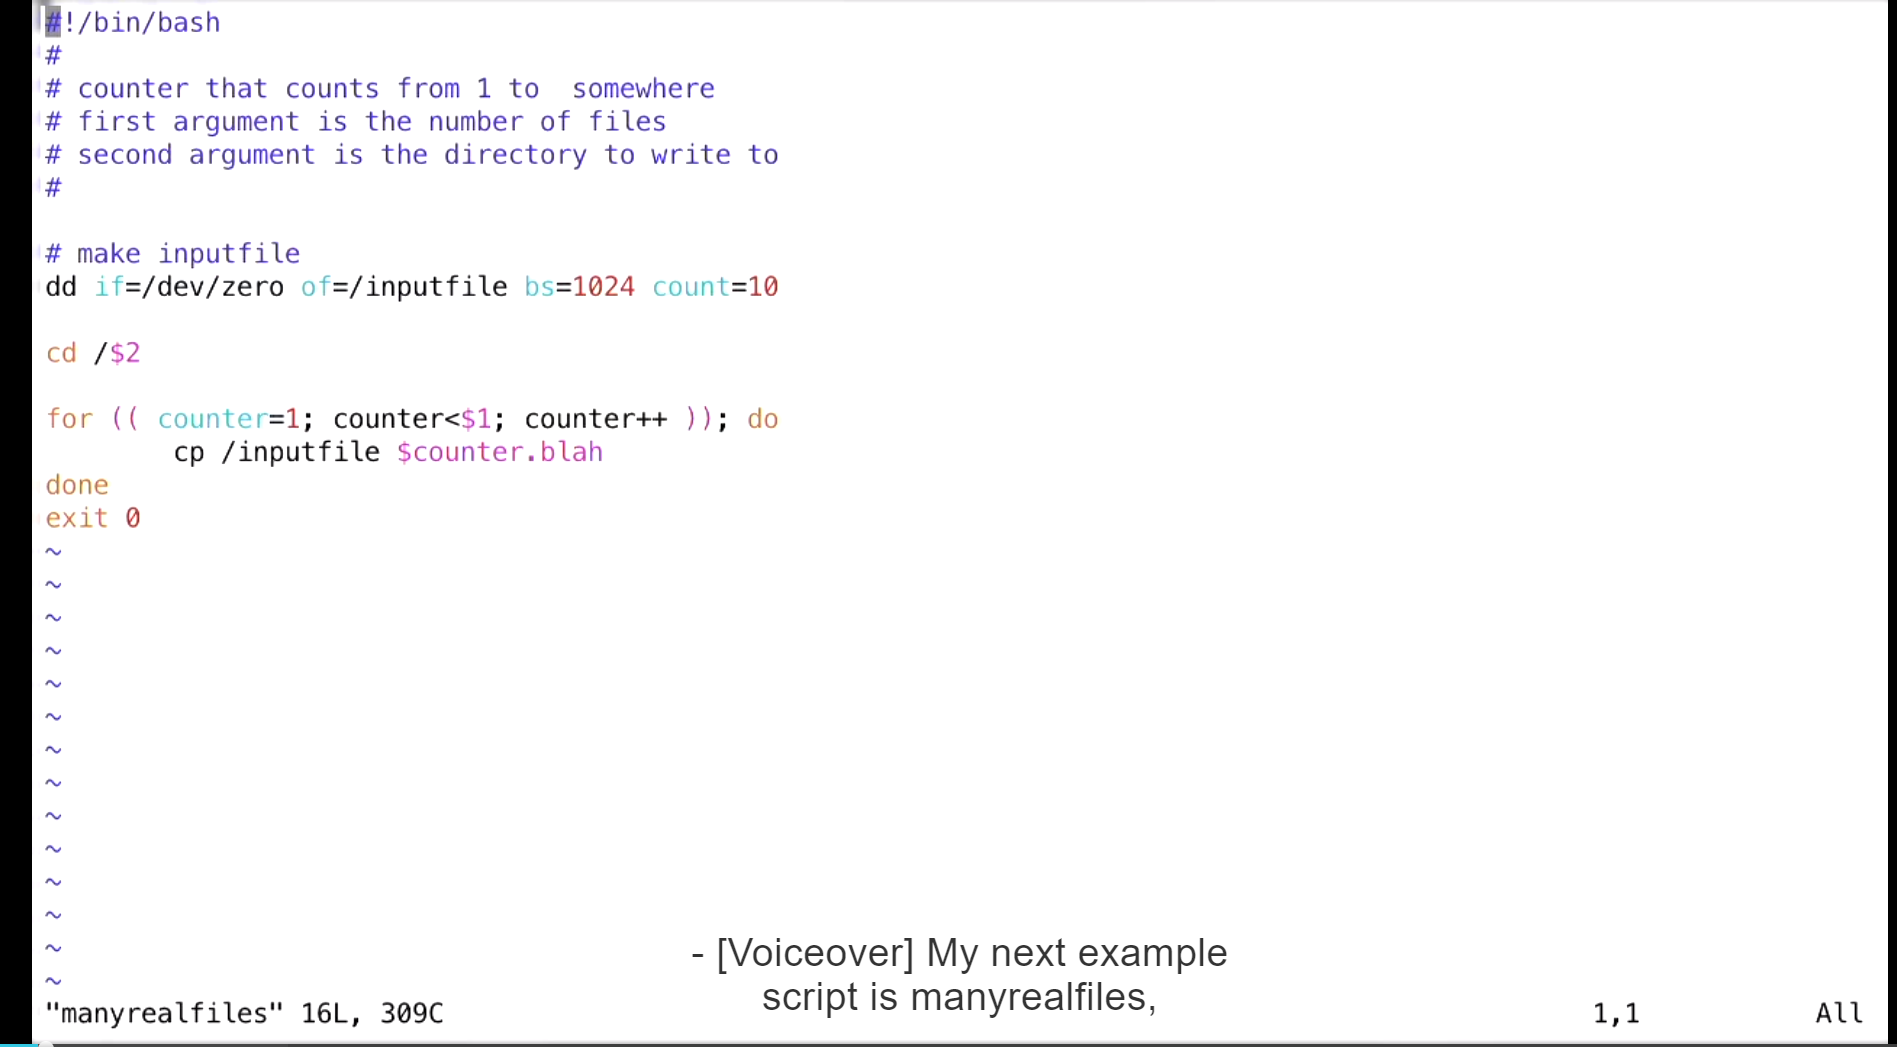 #!/bin/bash
#
# counter that counts from 1 to  somewhere
# first argument is the number of files
# second argument is the directory to write to
#
# make inputfile
dd if=/dev/zero of=/inputfile bs=1024 count=10
cd /$2
for (( counter=1; counter<$1; counter++ )); do
        cp /inputfile $counter.blah
done
exit 0
~
~
~
~
~
~
~
~
~
~
~
~
~
~
- [Voiceover] My next example
script is manyrealfiles,
"manyrealfiles" 16L, 309C 1,1 All